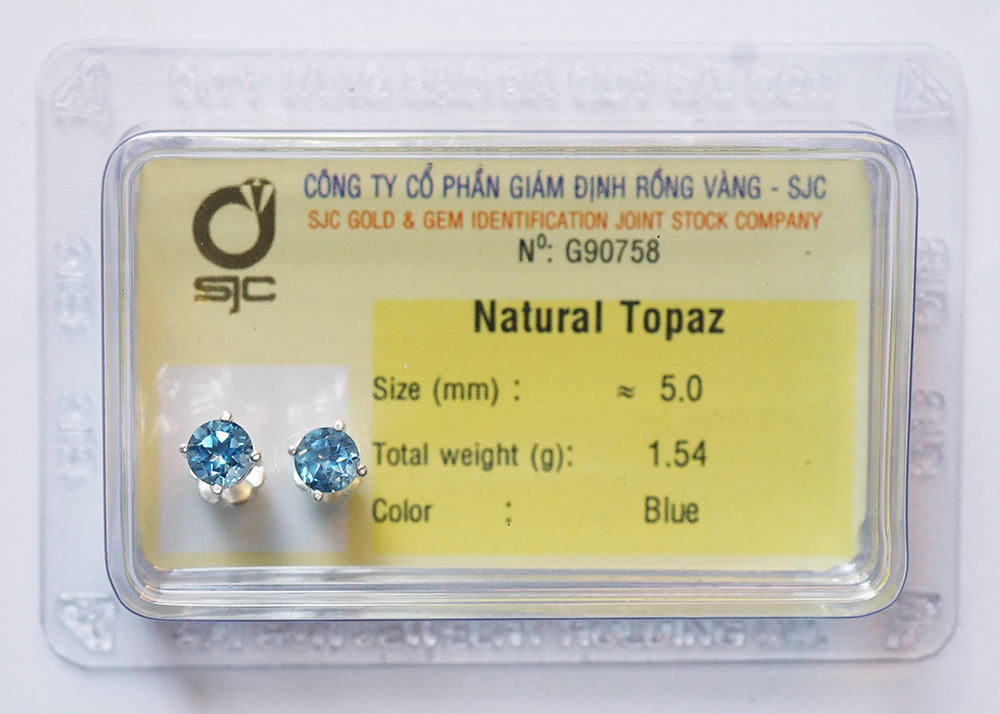 CÔNG TY CỔ PHẦN GIÁM ĐỊNH RỒNG VÀNG - SJC
SJC GOLD & GEM IDENTIFICATION JOINT STOCK COMPANY
Nº: G90758
SJC
Natural Topaz
Size (mm) : ≈ 5.0
Total weight (g): 1.54
Color : Blue